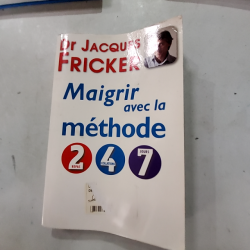 Dr JACQUES
FRICKER
Maigrir
avec la
méthode
2 4 7